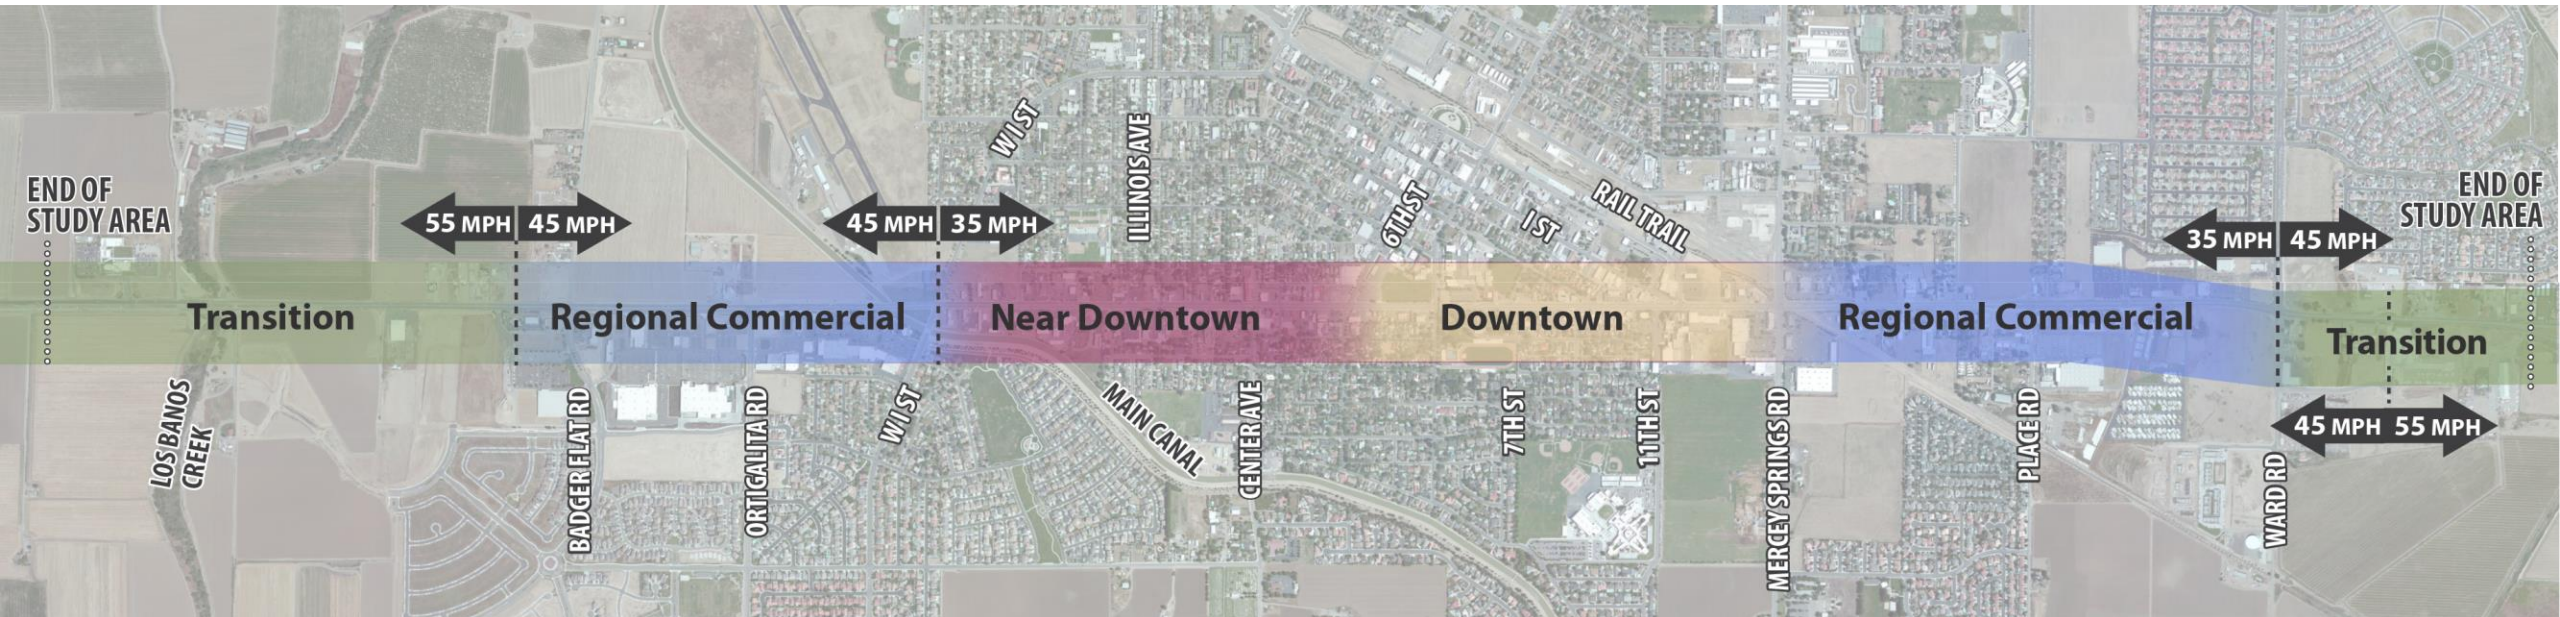 END OF
STUDY AREA
55 MPH 45 MPH
45 MPH 35 MPH
W I ST
ILLINOIS AVE
6TH ST
I ST
RAIL TRAIL
35 MPH 45 MPH
END OF
STUDY AREA
Transition
Regional Commercial
Near Downtown
Downtown
Regional Commercial
Transition
LOS BANOS
CREEK
BADGER FLAT RD
ORTIGALITA RD
W I ST
MAIN CANAL
CENTER AVE
7TH ST
11TH ST
MERCEY SPRINGS RD
PLACE RD
WARD RD
45 MPH 55 MPH